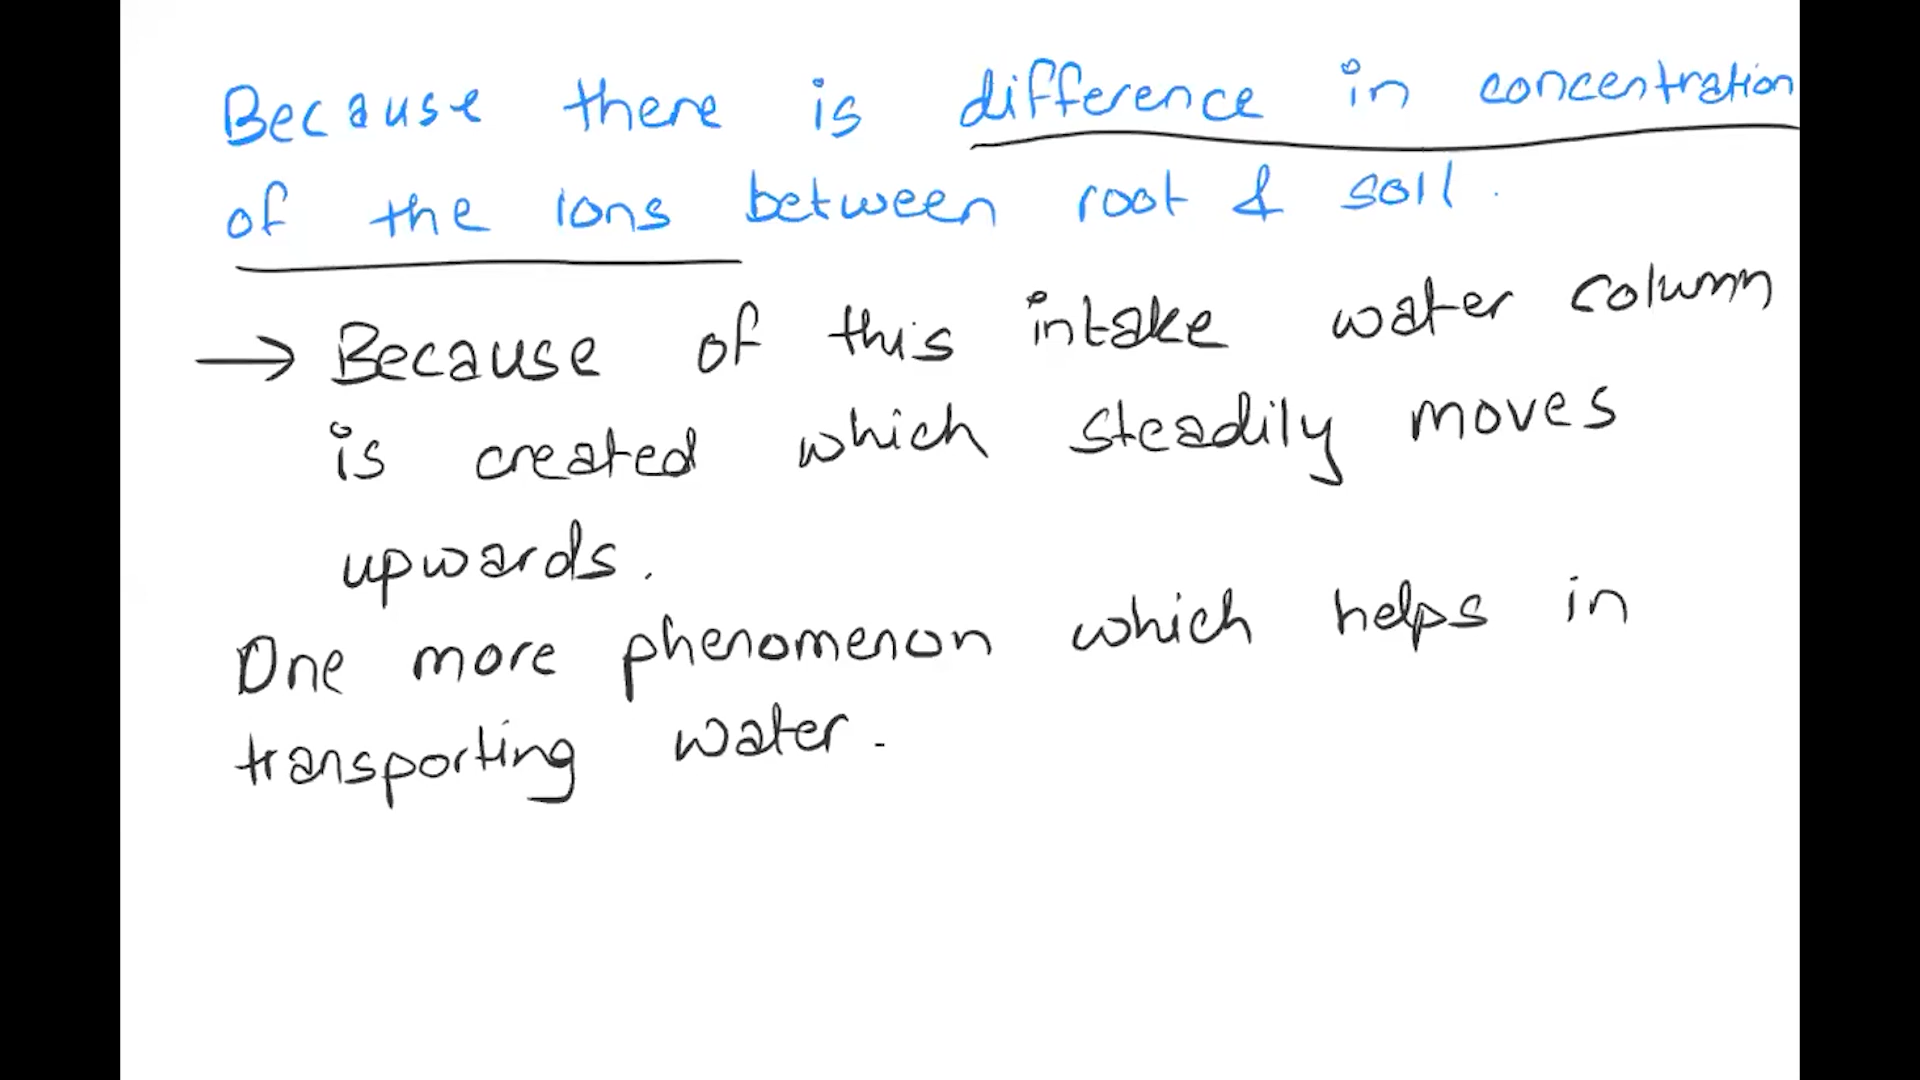 Because there is difference in concentration
of the ions between root & soil.
→ Because of this intake water column
is created which steadily moves
upwards.
One more phenomenon which helps in
transporting water.